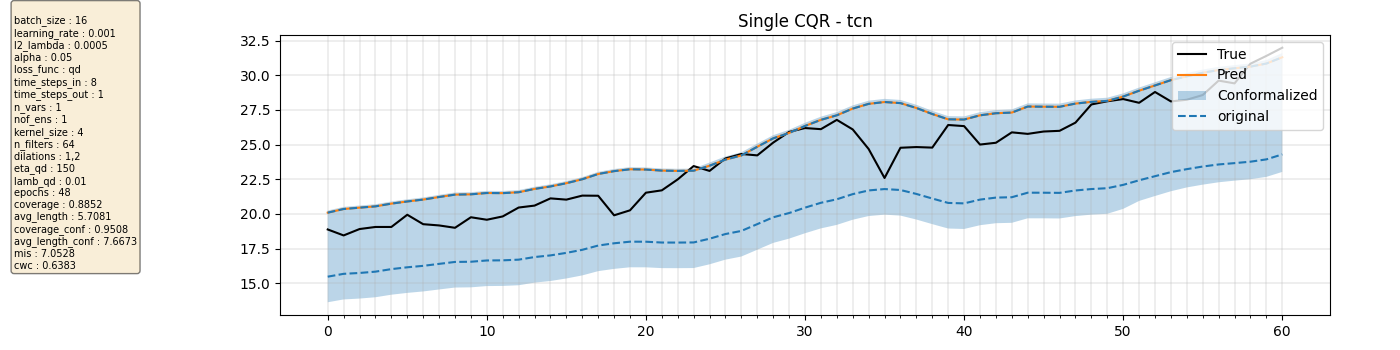 Single CQR - tcn
batch_size : 16
learning_rate : 0.001
l2_lambda : 0.0005
alpha : 0.05
loss_func : qd
time_steps_in : 8
time_steps_out : 1
n_vars : 1
nof_ens : 1
kernel_size : 4
n_filters : 64
dilations : 1,2
eta_qd : 150
lamb_qd : 0.01
epochs : 48
coverage : 0.8852
avg_length : 5.7081
coverage_conf : 0.9508
avg_length_conf : 7.6673
mis : 7.0528
cwc : 0.6383
32.5
30.0
27.5
25.0
22.5
20.0
17.5
15.0
0 10 20 30 40 50 60
True
Pred
Conformalized
original